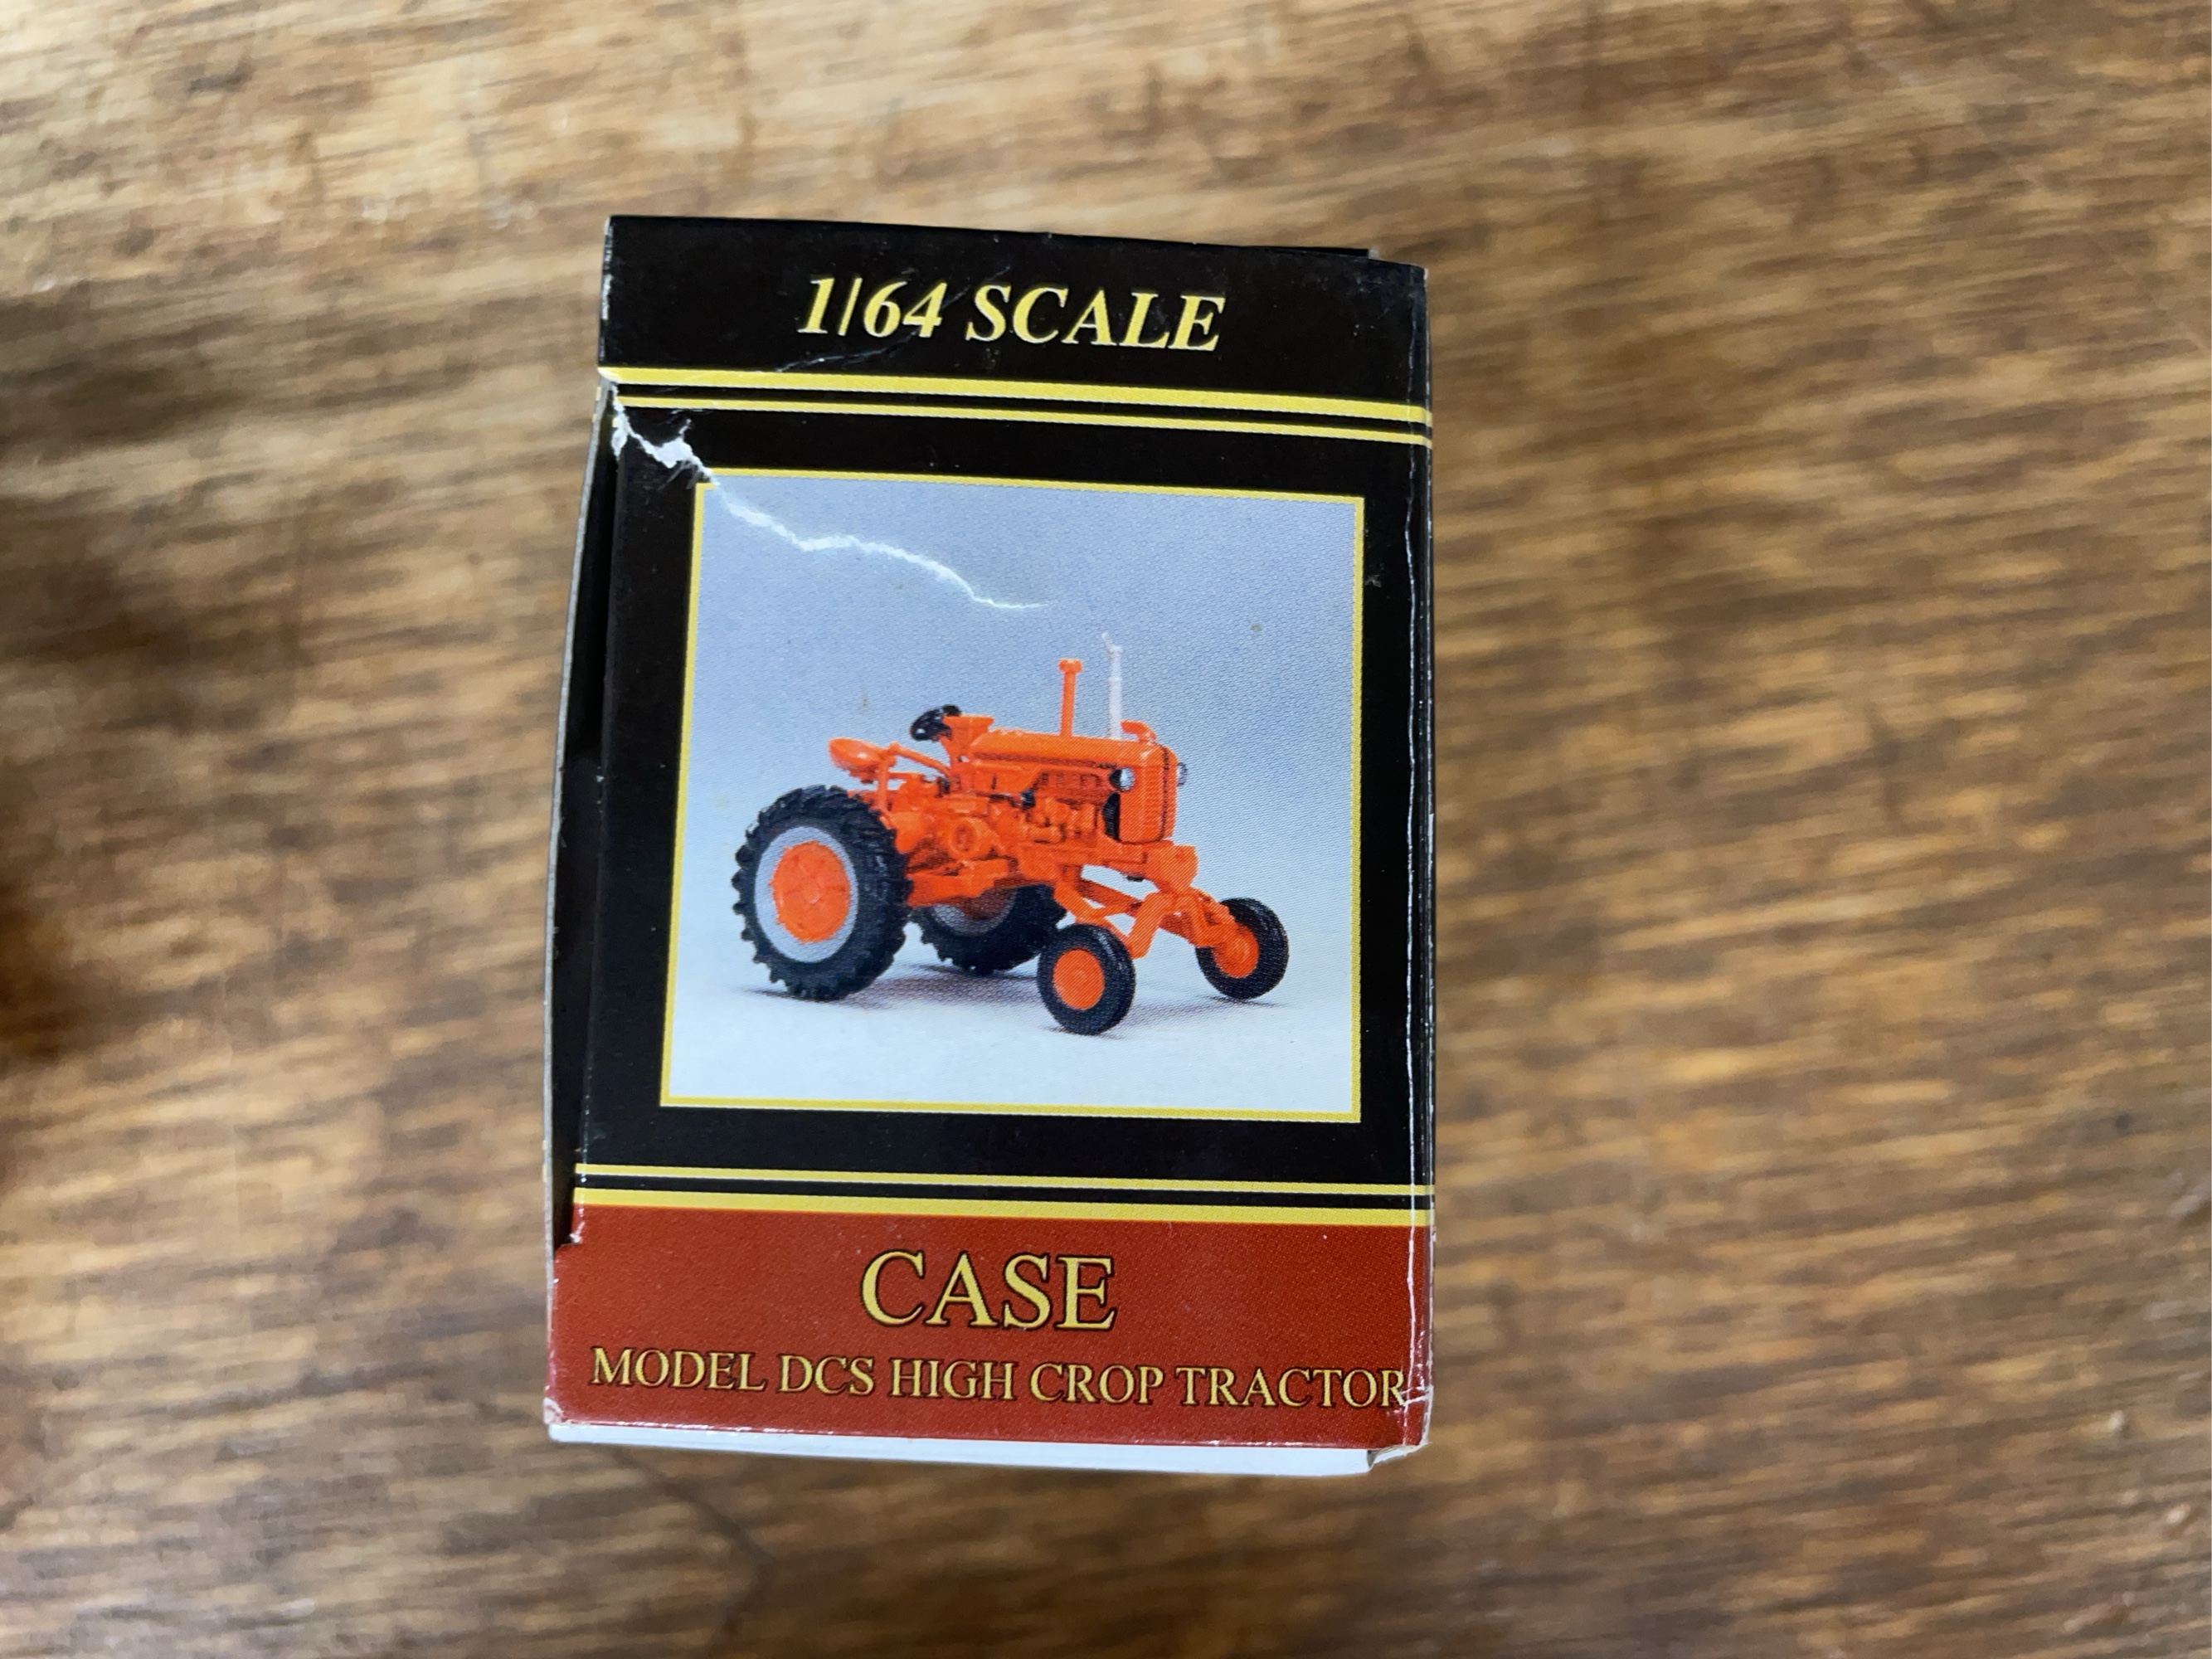 1/64 SCALE
CASE
MODEL DCS HIGH CROP TRACTOR